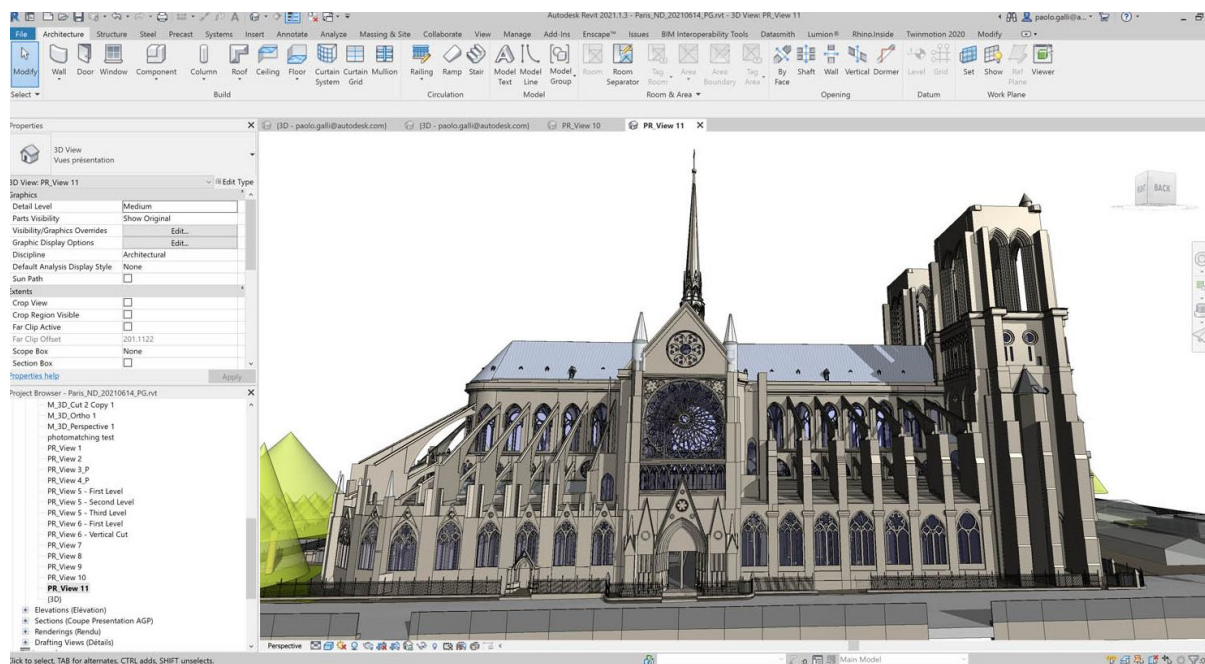 Autodesk Revit 2021.1.3 - Paris_ND_20210614_PG.rvt - 3D View: PR_View 11
paolo.galli@a...
File Architecture Structure Steel Precast Systems Insert Annotate Analyze Massing & Site Collaborate View Manage Add-Ins Enscape™ Issues BIM Interoperability Tools Datasmith Lumion® Rhino.Inside Twinmotion 2020 Modify
Modify Wall Door Window Component Column Roof Ceiling Floor Curtain System Curtain Grid Mullion Railing Ramp Stair Model Text Model Line Model Group Room Room Separator Tag Room Area Area Boundary Tag Area By Face Shaft Wall Vertical Dormer Level Grid Set Show Ref Plane Viewer
Select Build Circulation Model Room & Area Opening Datum Work Plane
Properties
{3D - paolo.galli@autodesk.com} {3D - paolo.galli@autodesk.com} PR_View 10 PR_View 11
3D View
Vues présentation
3D View: PR_View 11 Edit Type
Graphics
Detail Level Medium
Parts Visibility Show Original
Visibility/Graphics Overrides Edit...
Graphic Display Options Edit...
Discipline Architectural
Default Analysis Display Style None
Sun Path
Extents
Crop View
Crop Region Visible
Far Clip Active
Far Clip Offset 201.1122
Scope Box None
Section Box
Properties help Apply
Project Browser - Paris_ND_20210614_PG.rvt
M_3D_Cut 2 Copy 1
M_3D_Ortho 1
M_3D_Perspective 1
photomatching test
PR_View 1
PR_View 2
PR_View 3_P
PR_View 4_P
PR_View 5 - First Level
PR_View 5 - Second Level
PR_View 5 - Third Level
PR_View 6 - First Level
PR_View 6 - Vertical Cut
PR_View 7
PR_View 8
PR_View 9
PR_View 10
PR_View 11
{3D}
Elevations (Elévation)
Sections (Coupe Presentation AGP)
Renderings (Rendu)
Drafting Views (Détails)
BACK
Perspective
Click to select, TAB for alternates, CTRL adds, SHIFT unselects.
:0
Main Model
:0